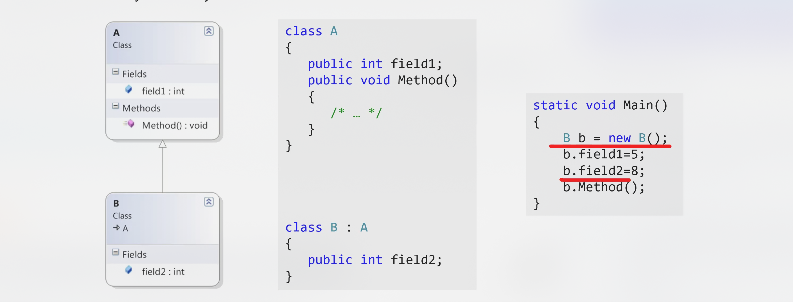 A
Class
Fields
field1 : int
Methods
Method() : void
B
Class
A
Fields
field2 : int
class A
{
public int field1;
public void Method()
{
/* … */
}
}
class B : A
{
public int field2;
}
static void Main()
{
B b = new B();
b.field1=5;
b.field2=8;
b.Method();
}